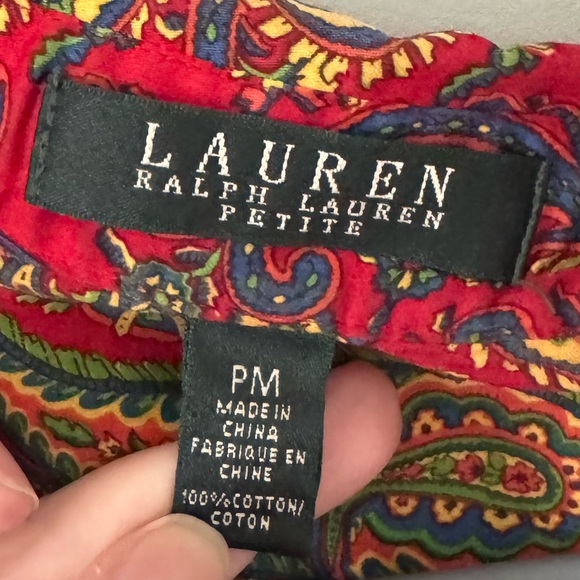 LAUREN
RALPH LAUREN
PETITE
PM
MADE IN
CHINA
FABRIQUE EN
CHINE
100% COTTON/
COTON